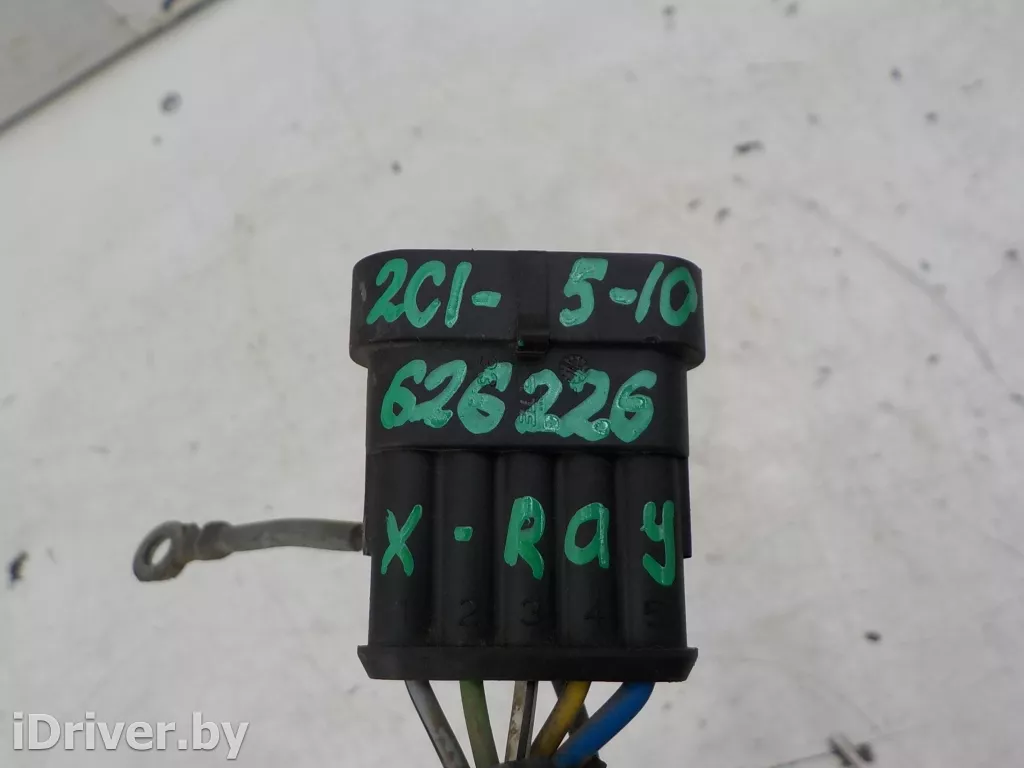 2C1- 5-10
626226
X-Ray
1 2 3 4 5
iDriver.by